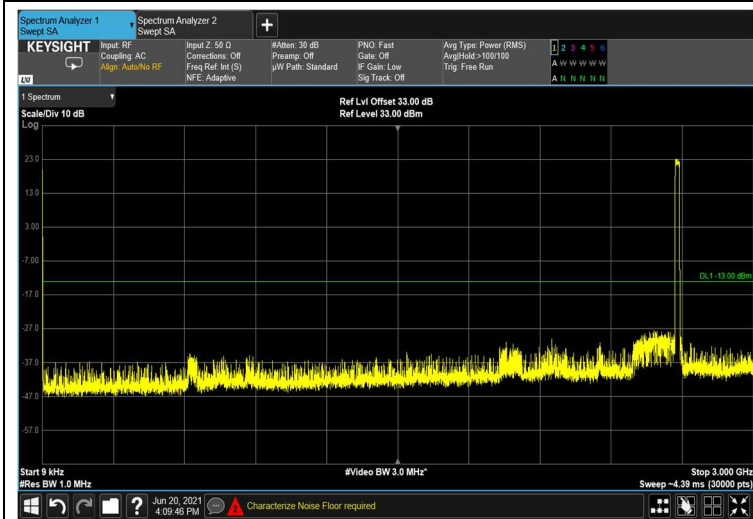 Spectrum Analyzer 1
Swept SA
Spectrum Analyzer 2
Swept SA
+
KEYSIGHT
LXI
Input: RF
Coupling: AC
Align: Auto/No RF
Input Z: 50 Ω
Corrections: Off
Freq Ref: Int (S)
NFE: Adaptive
#Atten: 30 dB
Preamp: Off
µW Path: Standard
PNO: Fast
Gate: Off
IF Gain: Low
Sig Track: Off
Avg Type: Power (RMS)
Avg|Hold:>100/100
Trig: Free Run
1 2 3 4 5 6
A W W W W W
A N N N N N
1 Spectrum
Scale/Div 10 dB
Ref Lvl Offset 33.00 dB
Ref Level 33.00 dBm
Log
23.0
13.0
3.00
-7.00
DL1 -13.00 dBm
-17.0
-27.0
-37.0
-47.0
-57.0
Start 9 kHz
#Video BW 3.0 MHz*
Stop 3.000 GHz
#Res BW 1.0 MHz
Sweep ~4.39 ms (30000 pts)
?
Jun 20, 2021
4:09:46 PM
2
Characterize Noise Floor required